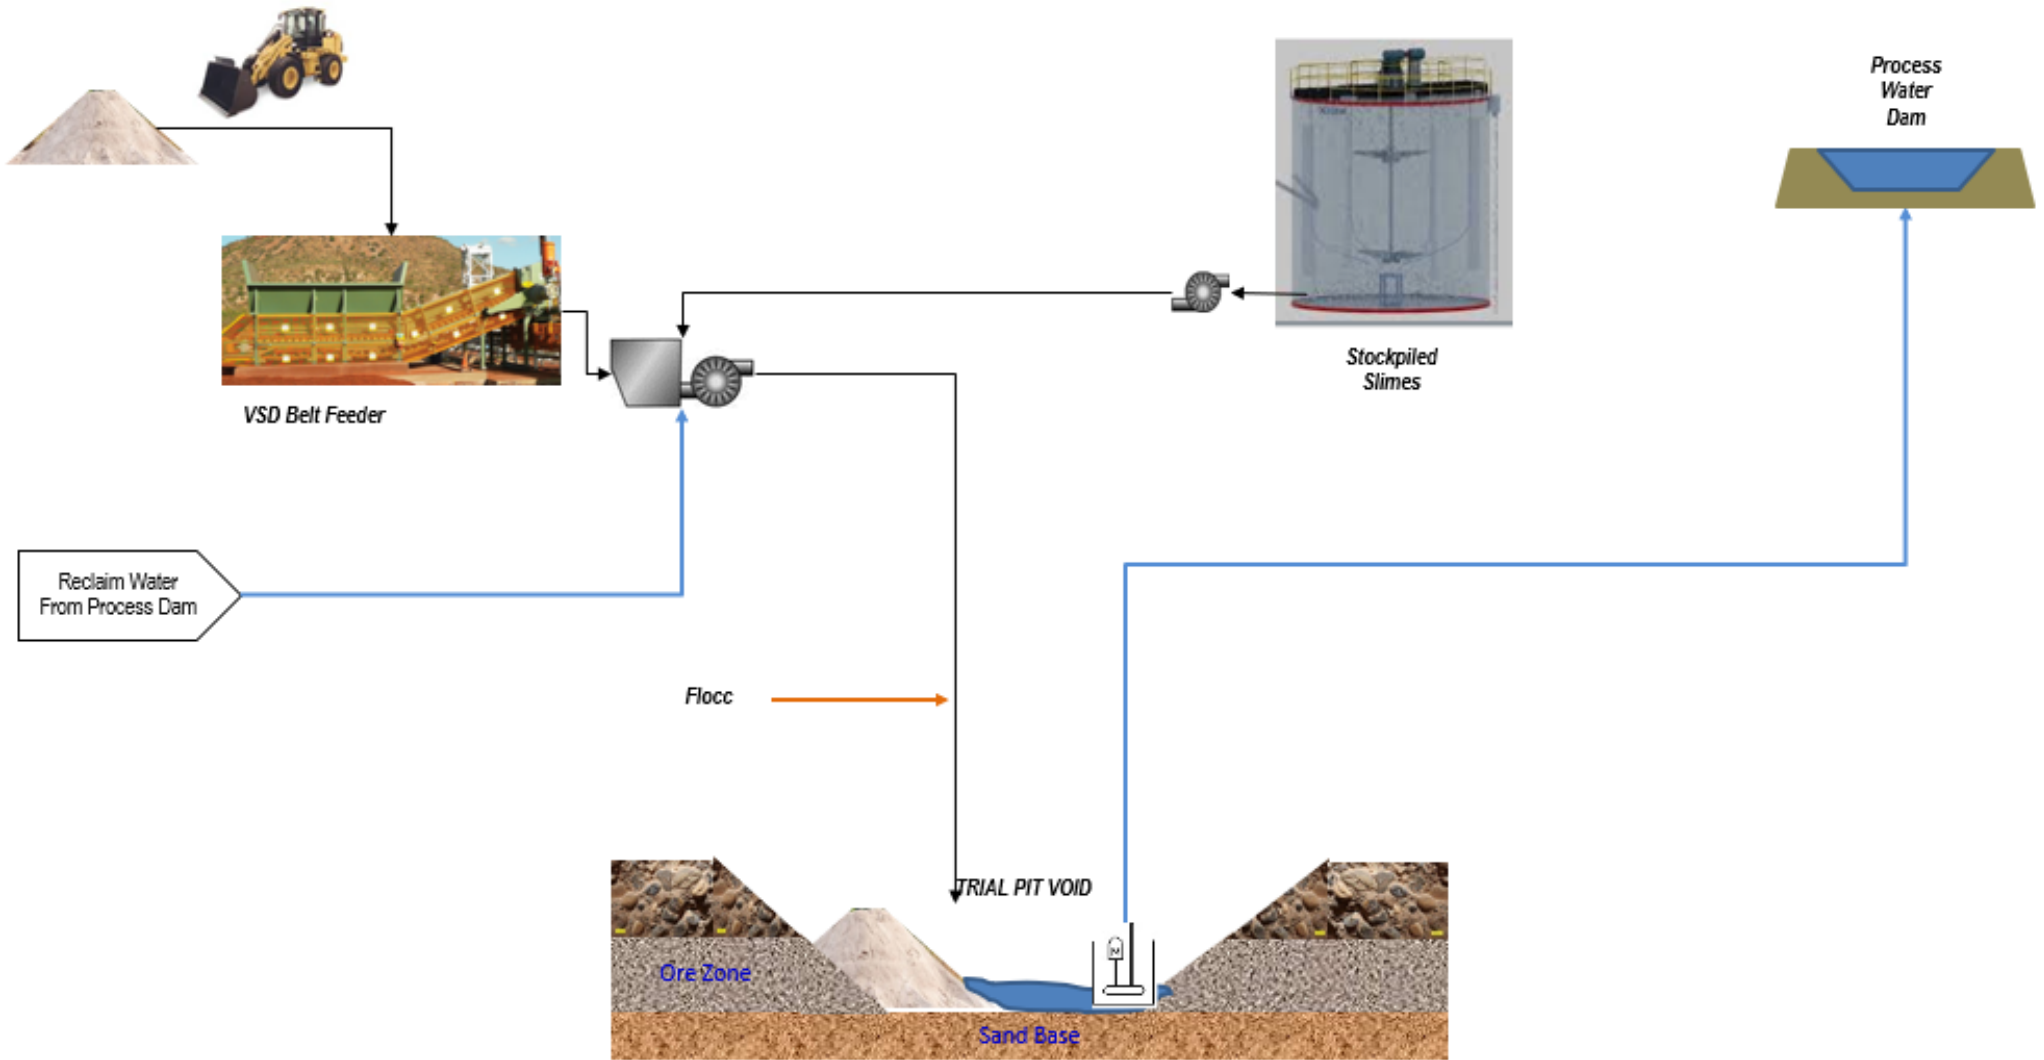 Process
Water
Dam
Stockpiled
Slimes
VSD Belt Feeder
Reclaim Water
From Process Dam
Flocc
TRIAL PIT VOID
Ore Zone
Sand Base